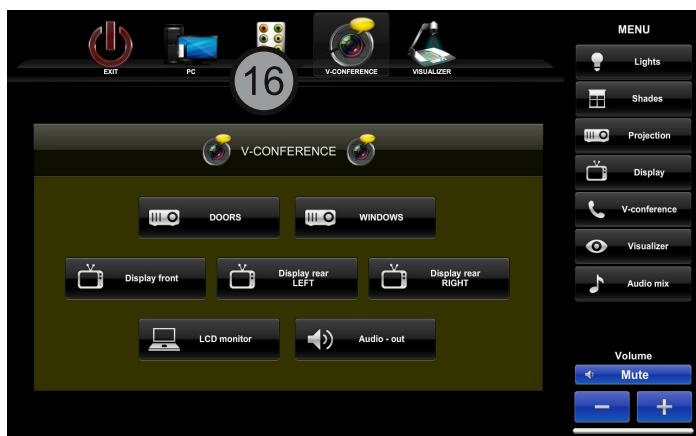 EXIT
PC
V-CONFERENCE
VISUALIZER
16
V-CONFERENCE
DOORS
WINDOWS
Display front
Display rear
LEFT
Display rear
RIGHT
LCD monitor
Audio - out
MENU
Lights
Shades
Projection
Display
V-conference
Visualizer
Audio mix
Volume
Mute